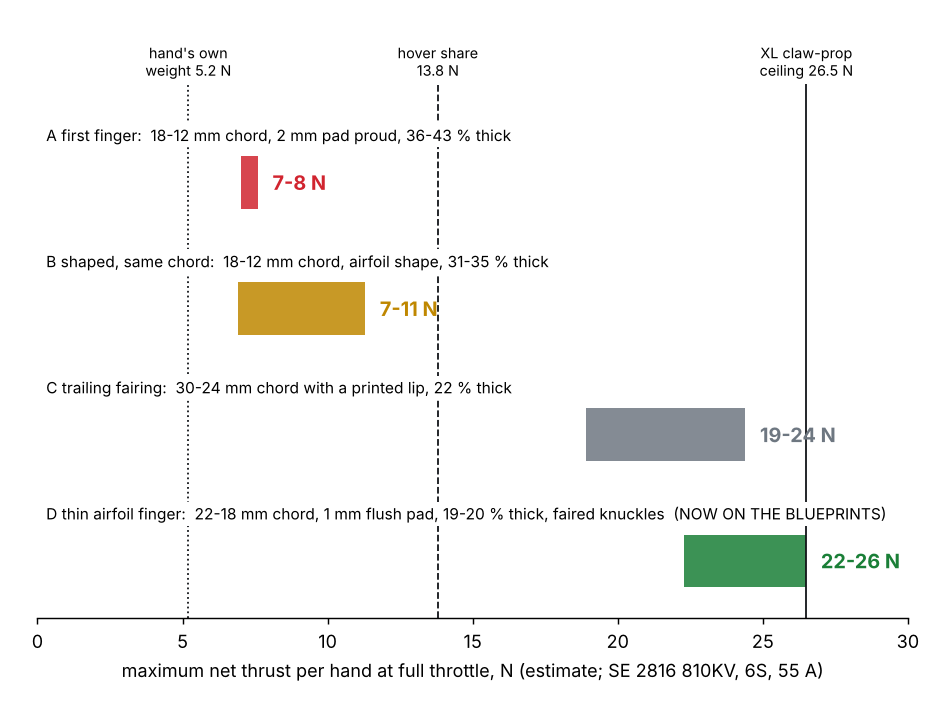 hand's own
weight 5.2 N
hover share
13.8 N
XL claw-prop
ceiling 26.5 N
A first finger:  18-12 mm chord, 2 mm pad proud, 36-43 % thick
7-8 N
B shaped, same chord:  18-12 mm chord, airfoil shape, 31-35 % thick
7-11 N
C trailing fairing:  30-24 mm chord with a printed lip, 22 % thick
19-24 N
D thin airfoil finger:  22-18 mm chord, 1 mm flush pad, 19-20 % thick, faired knuckles  (NOW ON THE BLUEPRINTS)
22-26 N
0 5 10 15 20 25 30
maximum net thrust per hand at full throttle, N (estimate; SE 2816 810KV, 6S, 55 A)